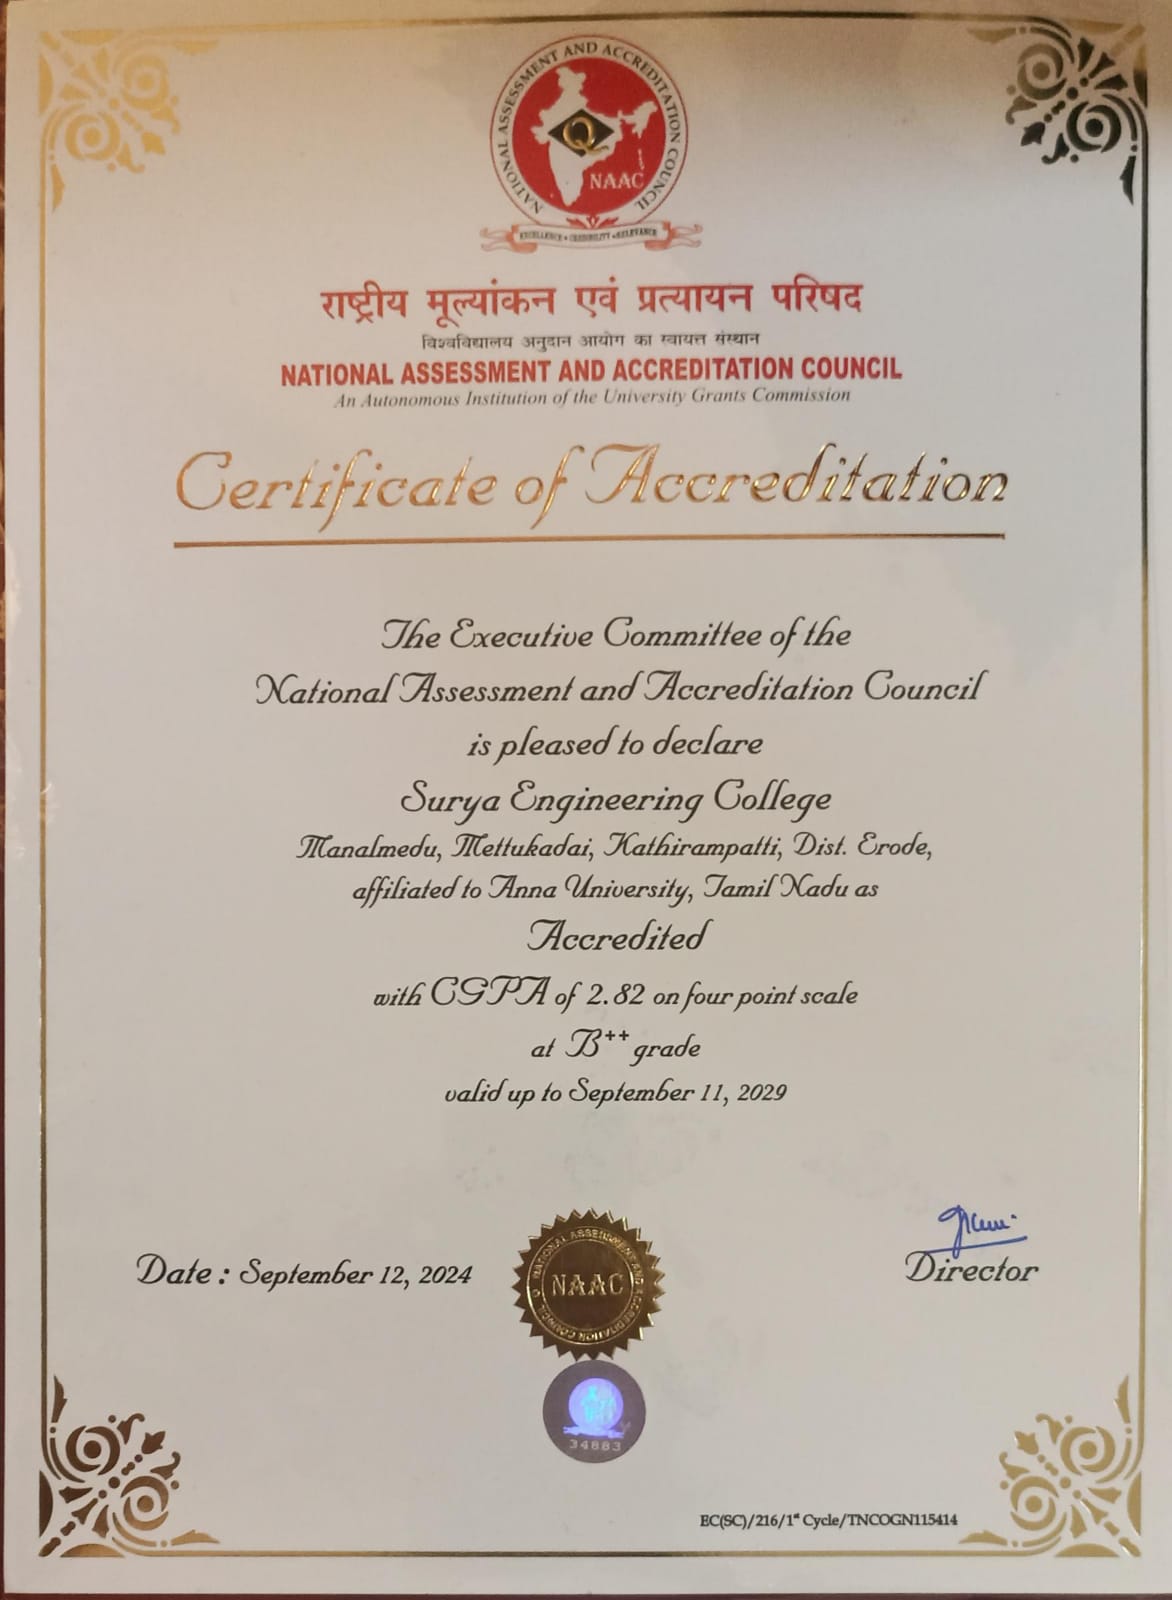 NATIONAL ASSESSMENT AND ACCREDITATION COUNCIL
Q
NAAC
EXCELLENCE • CREDIBILITY • RELEVANCE
राष्ट्रीय मूल्यांकन एवं प्रत्यायन परिषद
विश्वविद्यालय अनुदान आयोग का स्वायत्त संस्थान
NATIONAL ASSESSMENT AND ACCREDITATION COUNCIL
An Autonomous Institution of the University Grants Commission
Certificate of Accreditation
The Executive Committee of the
National Assessment and Accreditation Council
is pleased to declare
Surya Engineering College
Manalmedu, Mettukadai, Kathirampatti, Dist. Erode,
affiliated to Anna University, Tamil Nadu as
Accredited
with CGPA of 2.82 on four point scale
at B⁺⁺ grade
valid up to September 11, 2029
Date : September 12, 2024
NATIONAL ASSESSMENT AND ACCREDITATION COUNCIL
NAAC
Director
34883
EC(SC)/216/1st Cycle/TNCOGN115414